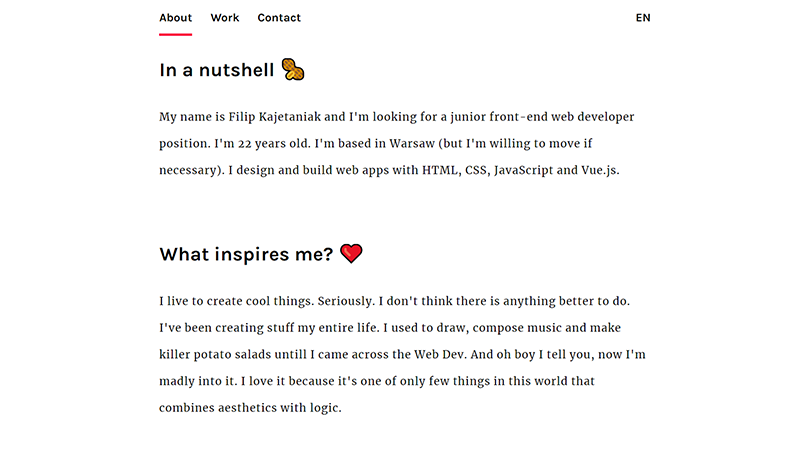 About Work Contact EN
In a nutshell
My name is Filip Kajetaniak and I'm looking for a junior front-end web developer
position. I'm 22 years old. I'm based in Warsaw (but I'm willing to move if
necessary). I design and build web apps with HTML, CSS, JavaScript and Vue.js.
What inspires me?
I live to create cool things. Seriously. I don't think there is anything better to do.
I've been creating stuff my entire life. I used to draw, compose music and make
killer potato salads untill I came across the Web Dev. And oh boy I tell you, now I'm
madly into it. I love it because it's one of only few things in this world that
combines aesthetics with logic.